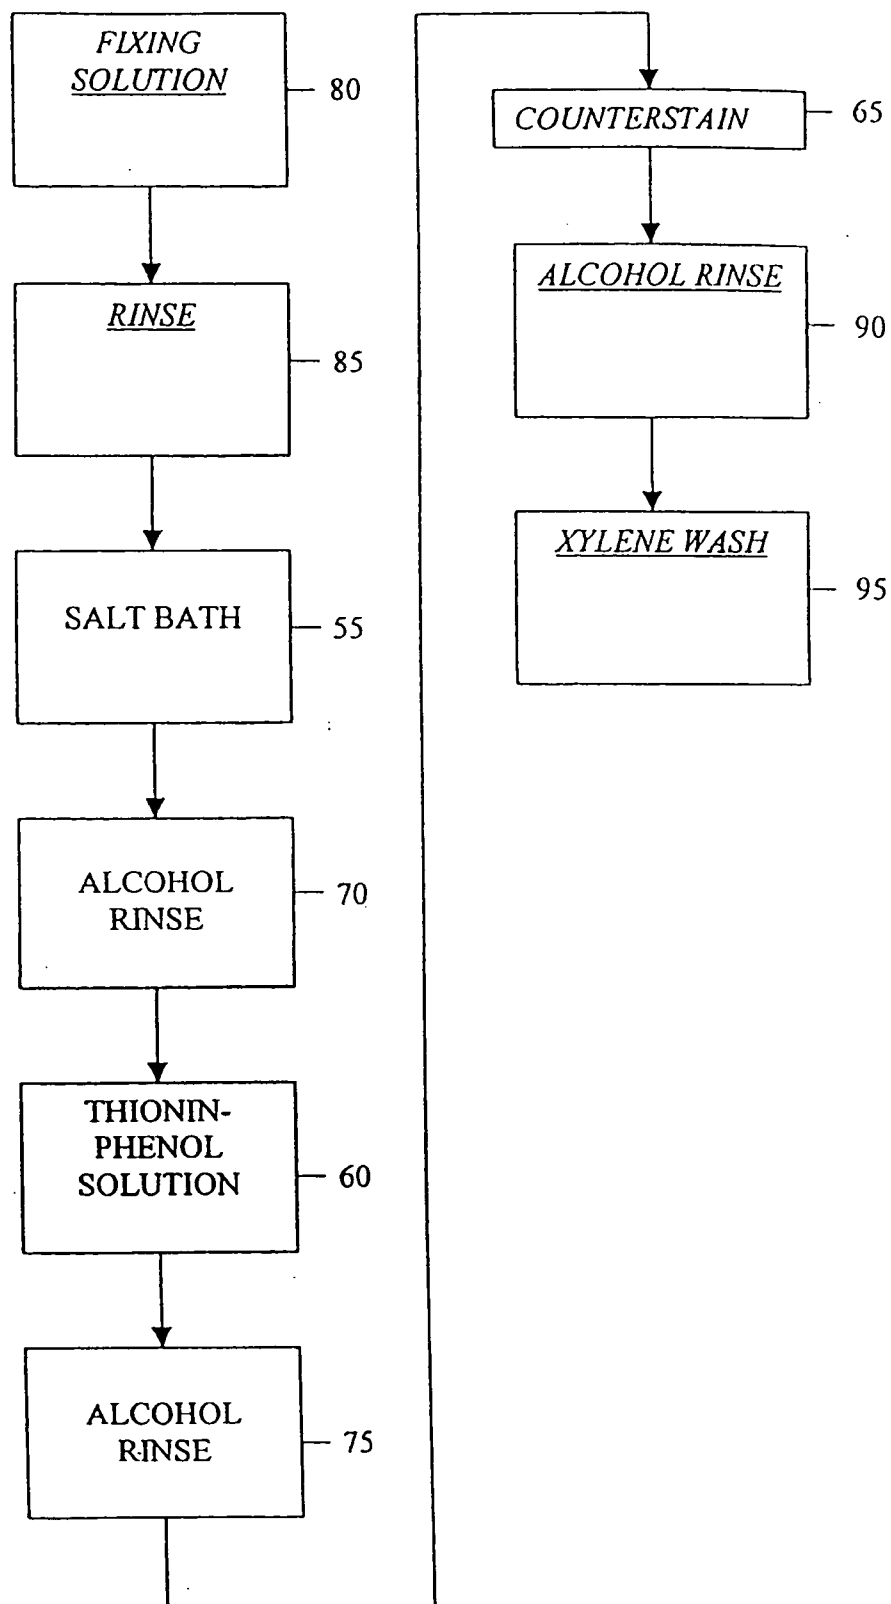 FIXING
SOLUTION
80
RINSE
85
SALT BATH
55
ALCOHOL
RINSE
70
THIONIN-
PHENOL
SOLUTION
60
ALCOHOL
RINSE
75
COUNTERSTAIN
65
ALCOHOL RINSE
90
XYLENE WASH
95